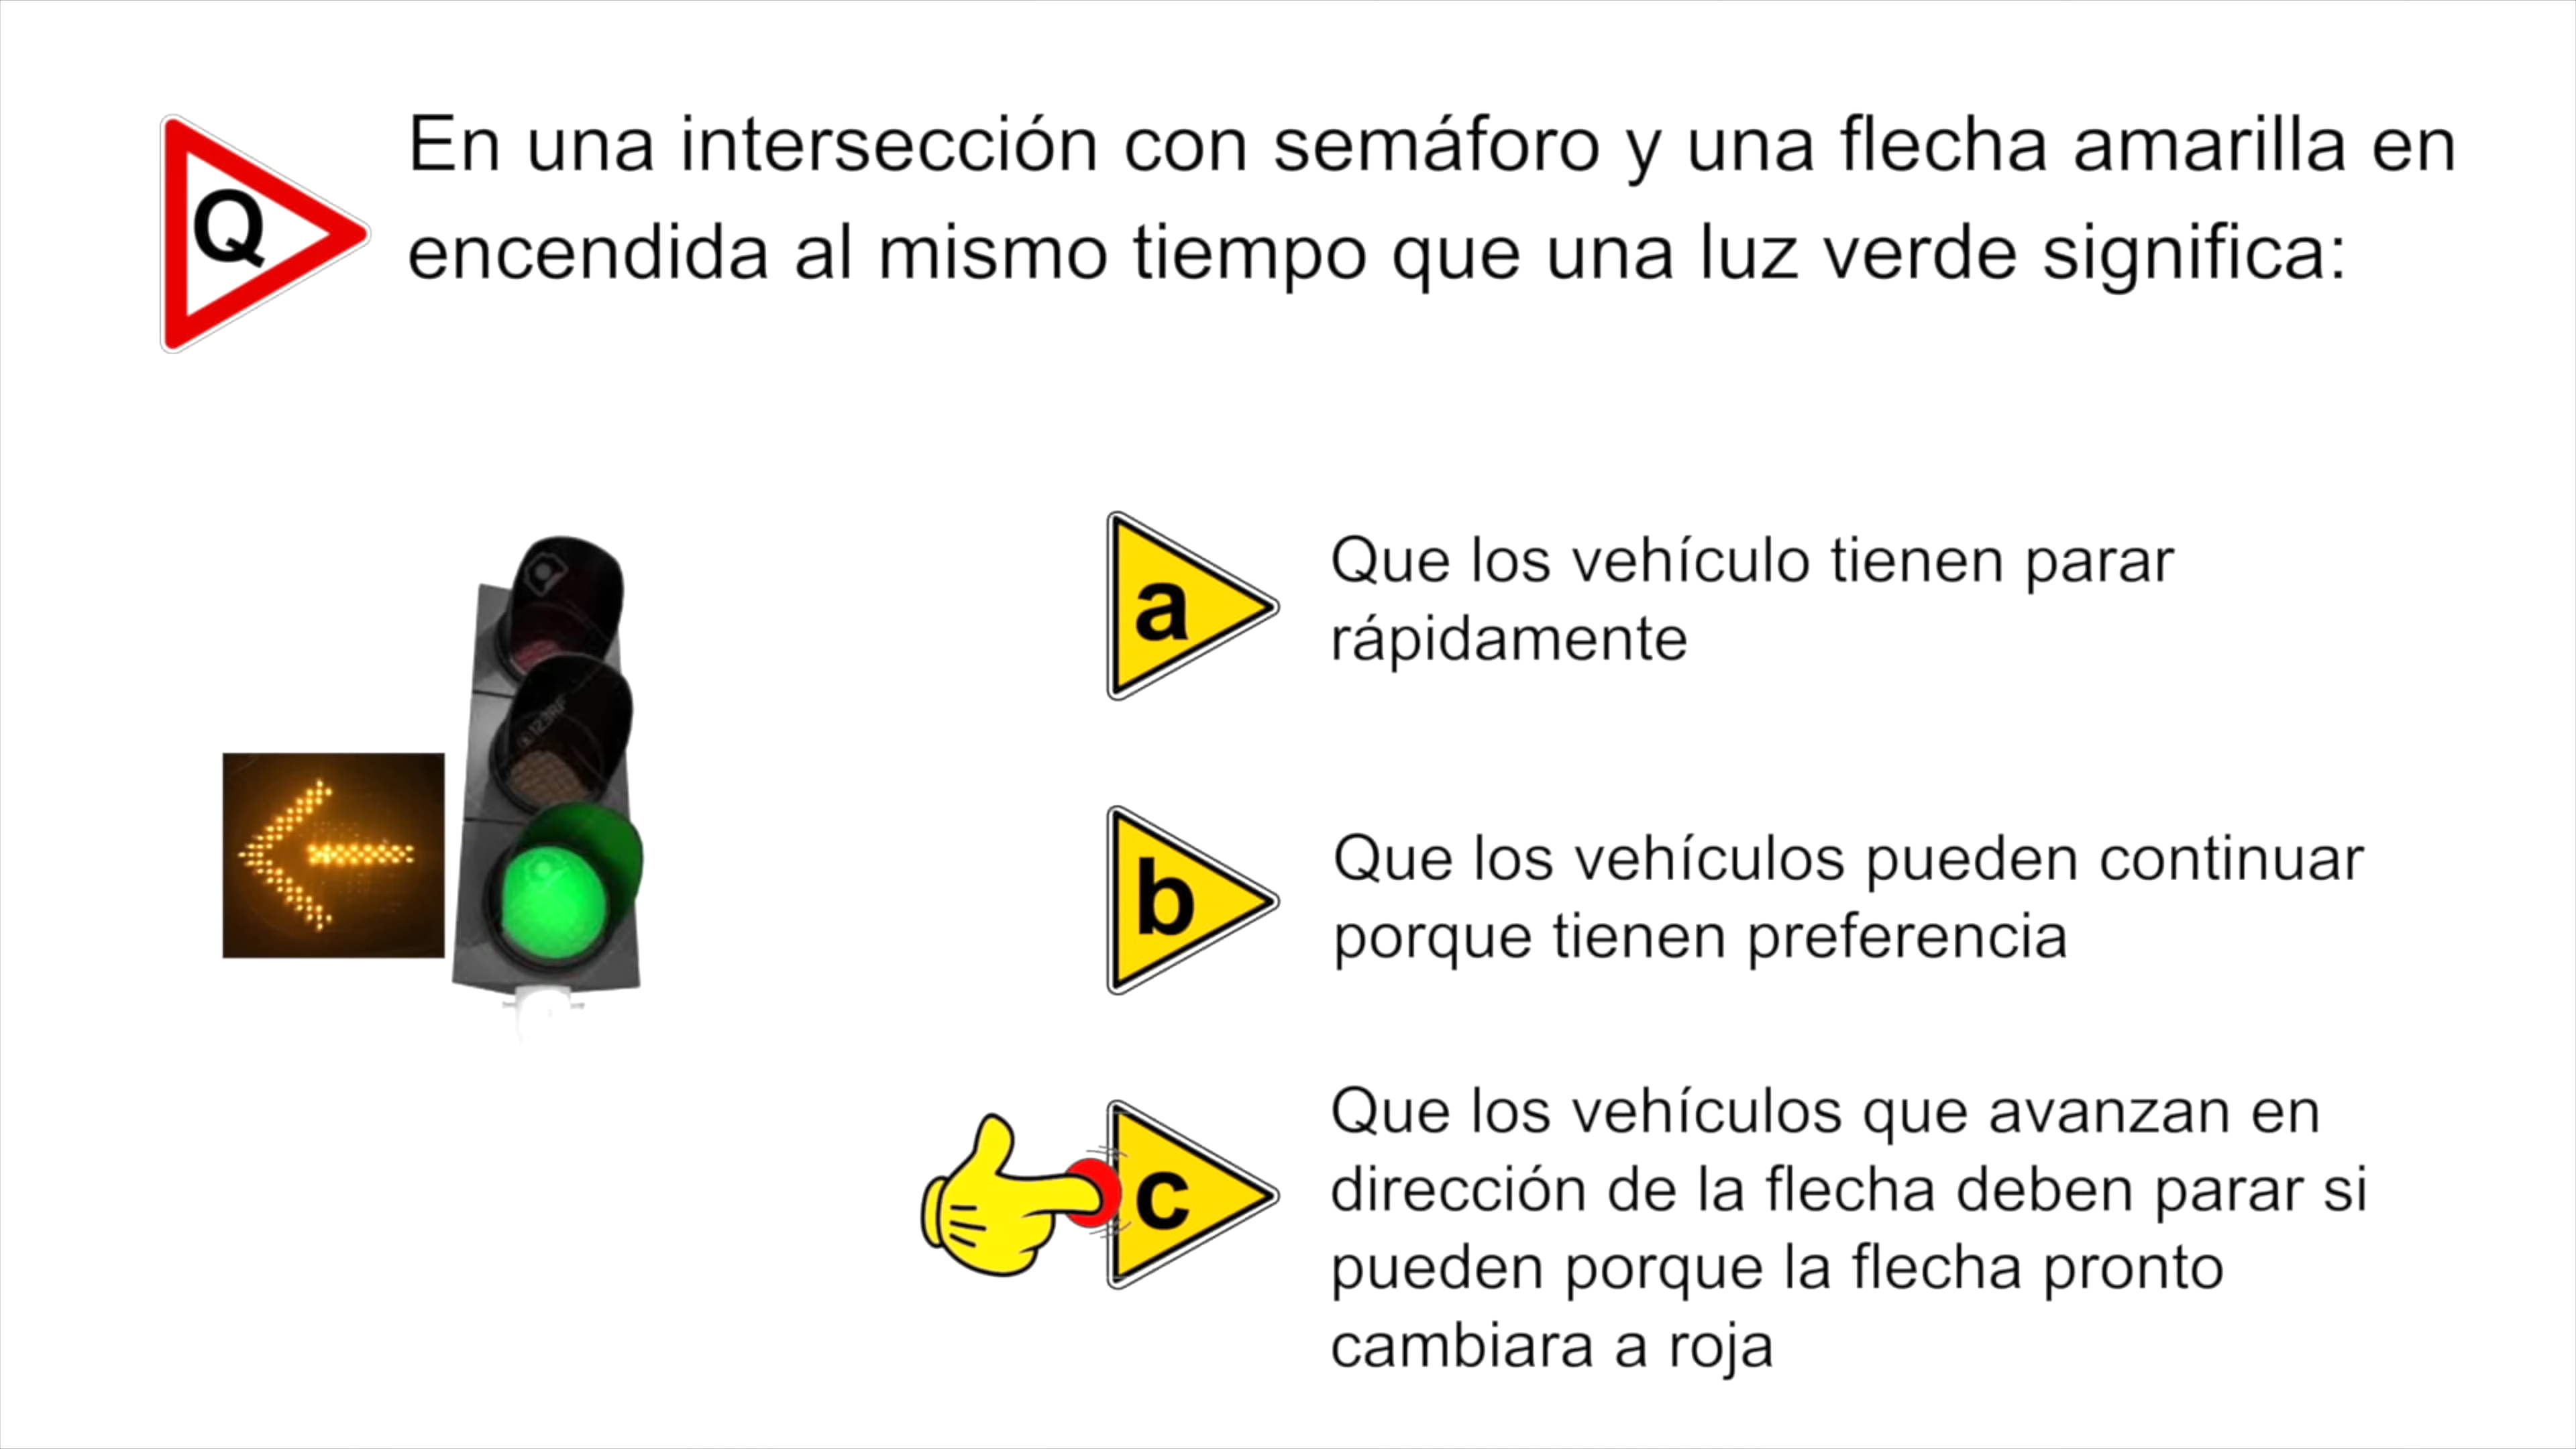 Q
En una intersección con semáforo y una flecha amarilla en
encendida al mismo tiempo que una luz verde significa:
a
Que los vehículo tienen parar
rápidamente
123RF
b
Que los vehículos pueden continuar
porque tienen preferencia
c
Que los vehículos que avanzan en
dirección de la flecha deben parar si
pueden porque la flecha pronto
cambiara a roja